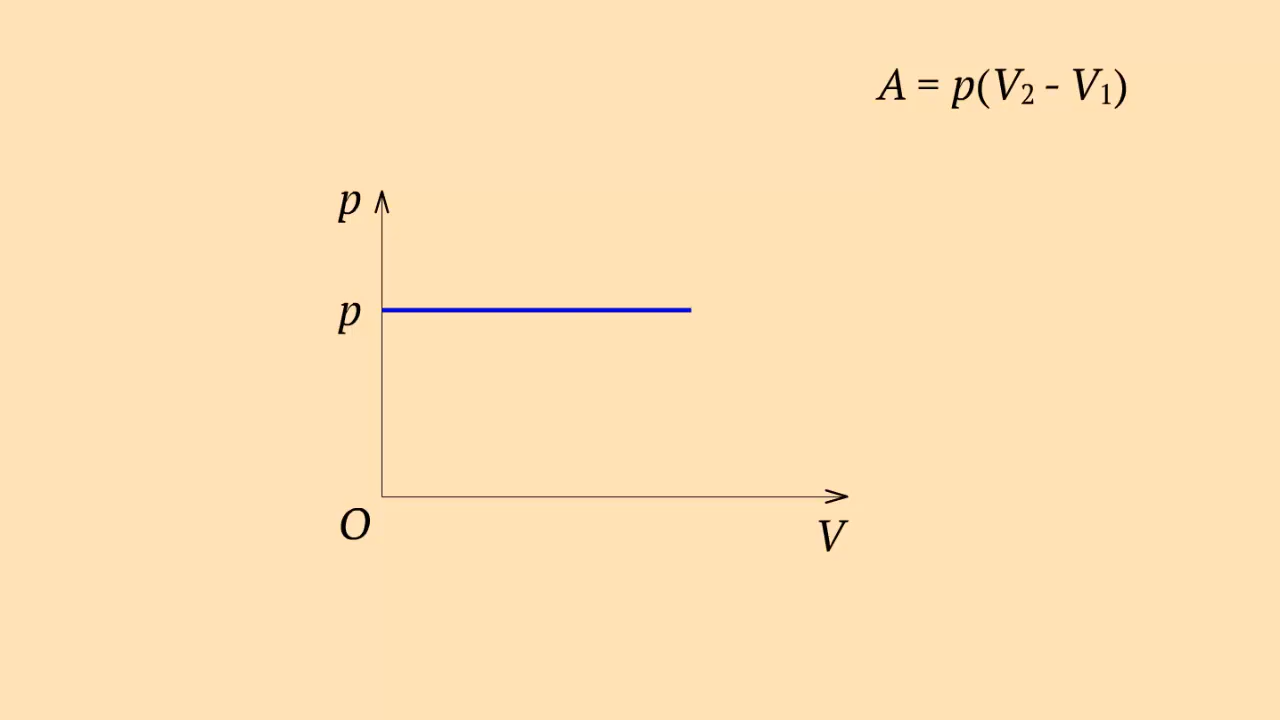 A = p(V₂ - V₁)
p
p
O
V